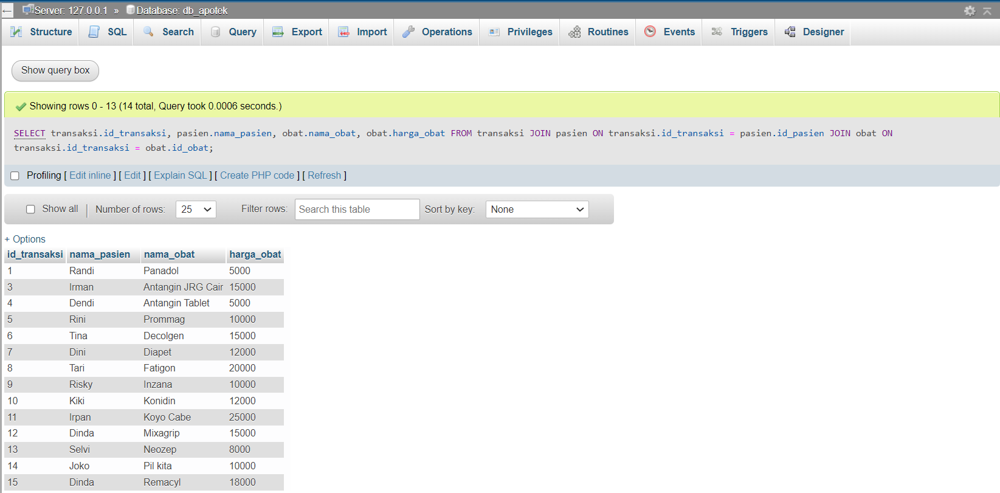 Server: 127.0.0.1 » Database: db_apotek
Structure SQL Search Query Export Import Operations Privileges Routines Events Triggers Designer
Show query box
Showing rows 0 - 13 (14 total, Query took 0.0006 seconds.)
SELECT transaksi.id_transaksi, pasien.nama_pasien, obat.nama_obat, obat.harga_obat FROM transaksi JOIN pasien ON transaksi.id_transaksi = pasien.id_pasien JOIN obat ON
transaksi.id_transaksi = obat.id_obat;
Profiling [ Edit inline ] [ Edit ] [ Explain SQL ] [ Create PHP code ] [ Refresh ]
Show all Number of rows: 25 Filter rows: Search this table Sort by key: None
+ Options
id_transaksi nama_pasien nama_obat harga_obat
1 Randi Panadol 5000
3 Irman Antangin JRG Cair 15000
4 Dendi Antangin Tablet 5000
5 Rini Prommag 10000
6 Tina Decolgen 15000
7 Dini Diapet 12000
8 Tari Fatigon 20000
9 Risky Inzana 10000
10 Kiki Konidin 12000
11 Irpan Koyo Cabe 25000
12 Dinda Mixagrip 15000
13 Selvi Neozep 8000
14 Joko Pil kita 10000
15 Dinda Remacyl 18000